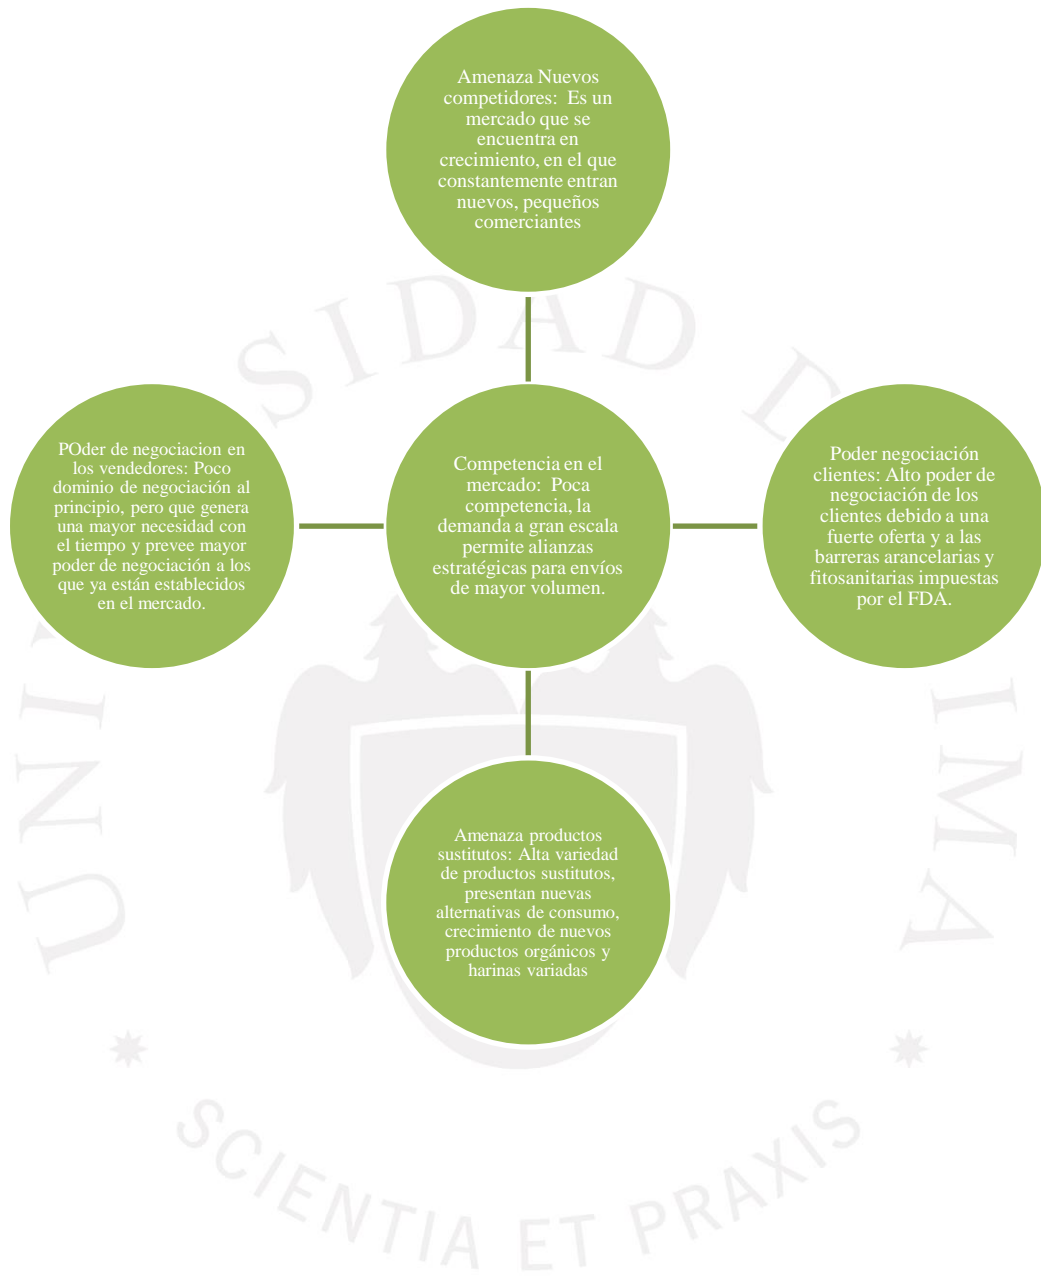 Amenaza Nuevos
competidores: Es un
mercado que se
encuentra en
crecimiento, en el que
constantemente entran
nuevos, pequeños
comerciantes
POder de negociacion en
los vendedores: Poco
dominio de negociación al
principio, pero que genera
una mayor necesidad con
el tiempo y prevee mayor
poder de negociación a los
que ya están establecidos
en el mercado.
Competencia en el
mercado: Poca
competencia, la
demanda a gran escala
permite alianzas
estratégicas para envíos
de mayor volumen.
Poder negociación
clientes: Alto poder de
negociación de los
clientes debido a una
fuerte oferta y a las
barreras arancelarias y
fitosanitarias impuestas
por el FDA.
Amenaza productos
sustitutos: Alta variedad
de productos sustitutos,
presentan nuevas
alternativas de consumo,
crecimiento de nuevos
productos orgánicos y
harinas variadas
SCIENTIA ET PRAXIS